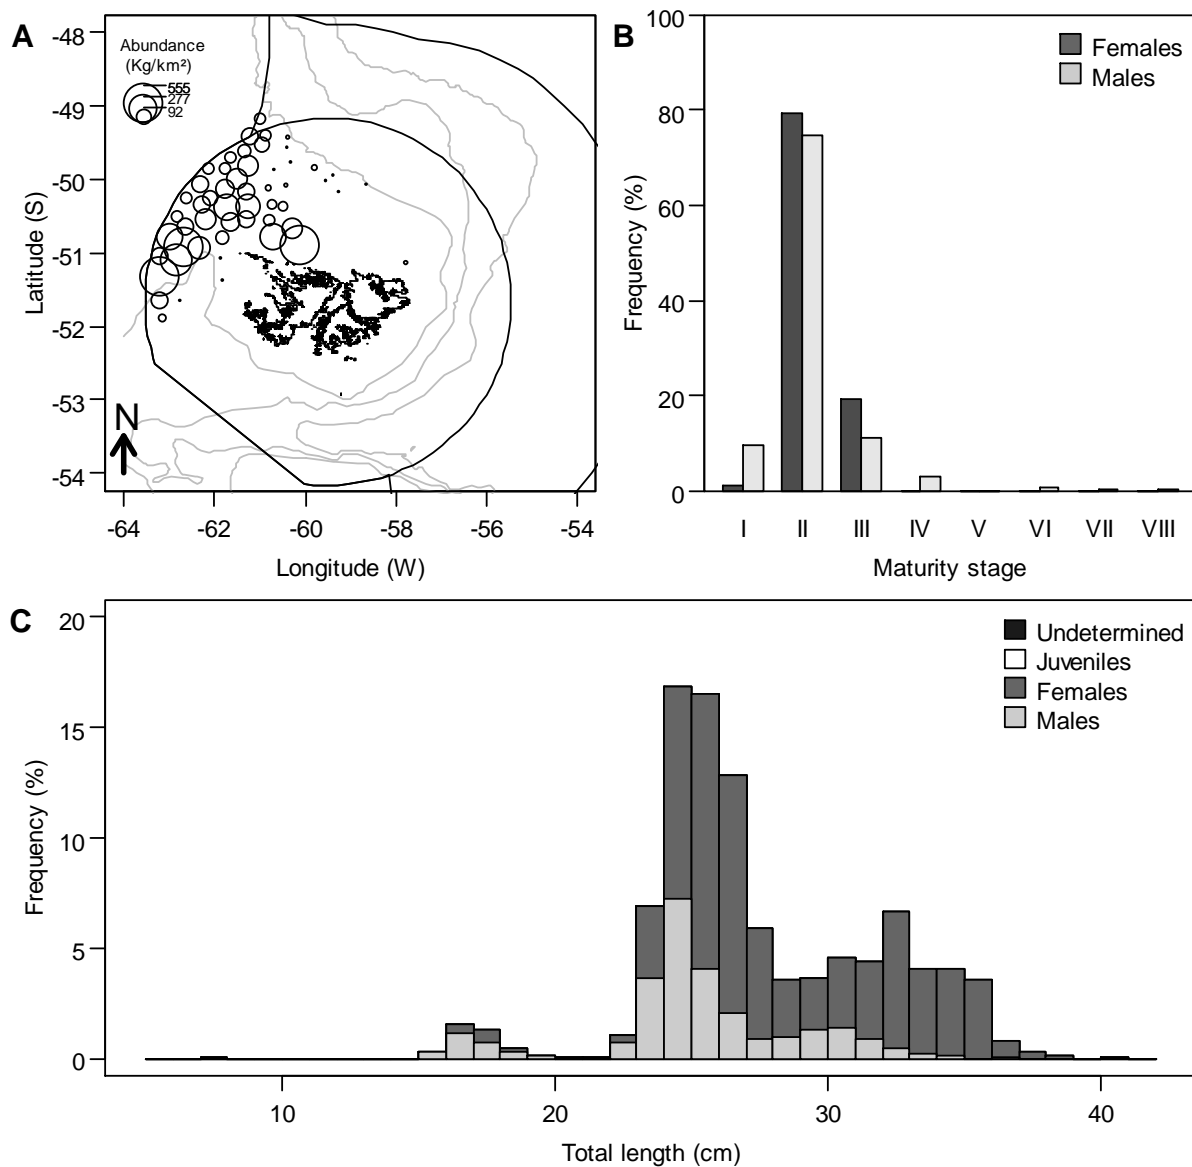 A
Abundance
(Kg/km²)
555
277
92
-48
-49
-50
-51
-52
-53
-54
Latitude (S)
N
-64
-62
-60
-58
-56
-54
Longitude (W)
B
100
80
60
40
20
0
Frequency (%)
Females
Males
I
II
III
IV
V
VI
VII
VIII
Maturity stage
C
20
15
10
5
0
Frequency (%)
Undetermined
Juveniles
Females
Males
10
20
30
40
Total length (cm)